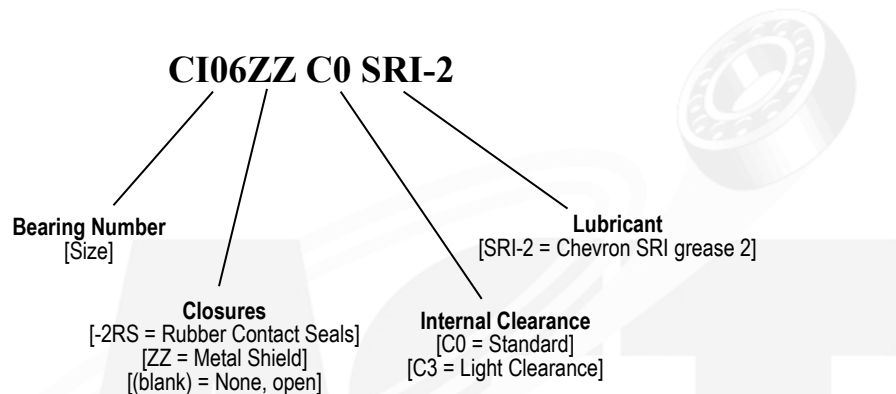 CI06ZZ C0 SRI-2
Bearing Number
[Size]
Closures
[-2RS = Rubber Contact Seals]
[ZZ = Metal Shield]
[(blank) = None, open]
Internal Clearance
[C0 = Standard]
[C3 = Light Clearance]
Lubricant
[SRI-2 = Chevron SRI grease 2]